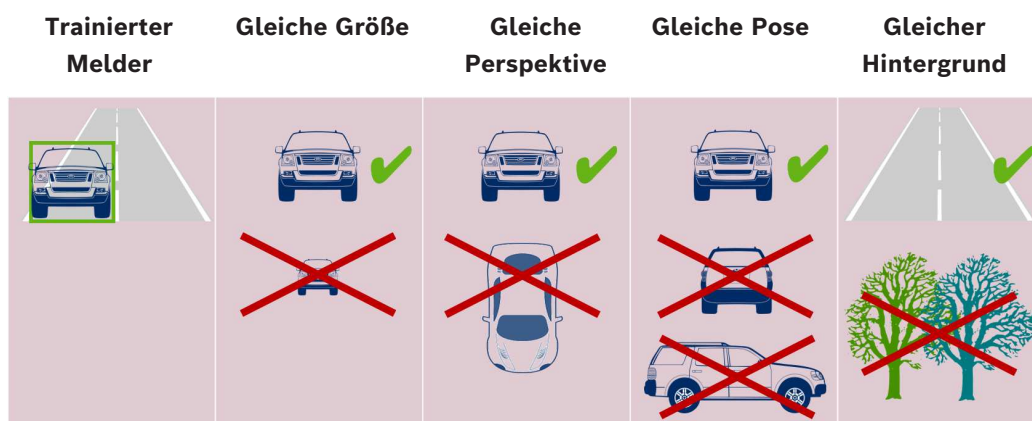 Trainierter
Melder
Gleiche Größe
Gleiche
Perspektive
Gleiche Pose
Gleicher
Hintergrund